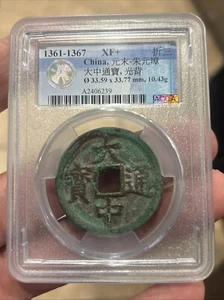 1361-1367 XF+ 折三
China, 元末·朱元璋
大中通寶, 光背
Ø 33.59 x 33.77 mm, 10.43g
A2406239
大
寶 通
中